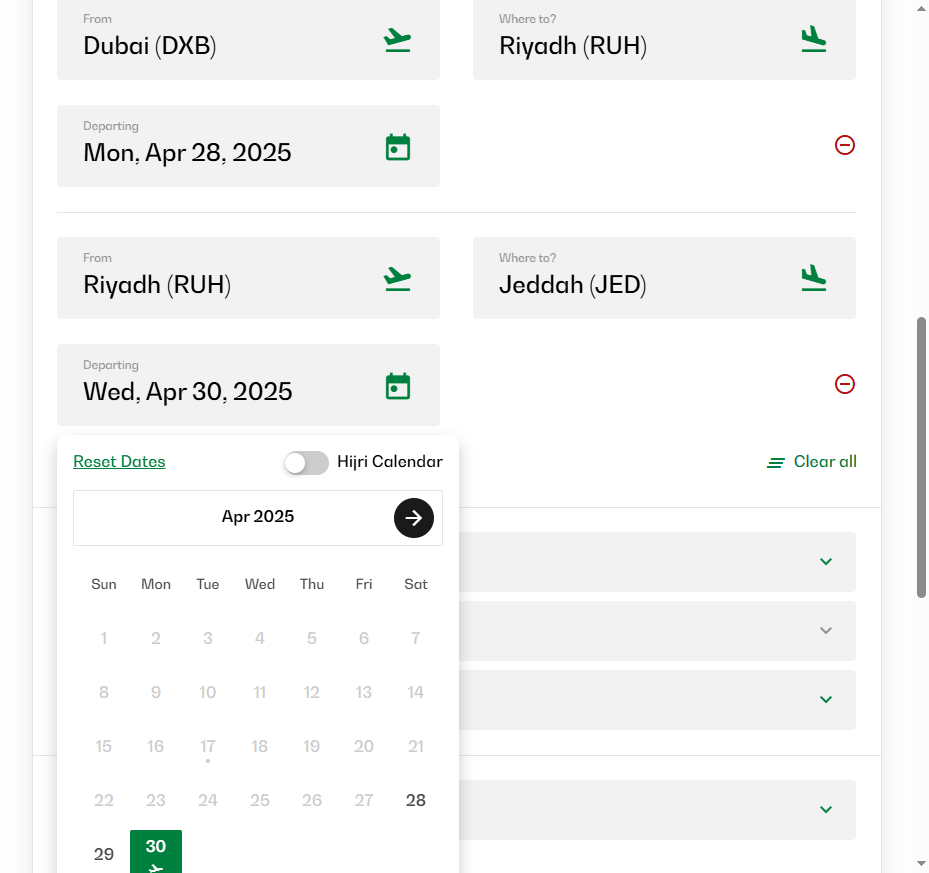 From
Dubai (DXB)
Where to?
Riyadh (RUH)
Departing
Mon, Apr 28, 2025
From
Riyadh (RUH)
Where to?
Jeddah (JED)
Departing
Wed, Apr 30, 2025
Reset Dates
Hijri Calendar
Clear all
Apr 2025
Sun Mon Tue Wed Thu Fri Sat
1 2 3 4 5 6 7
8 9 10 11 12 13 14
15 16 17 18 19 20 21
22 23 24 25 26 27 28
29 30